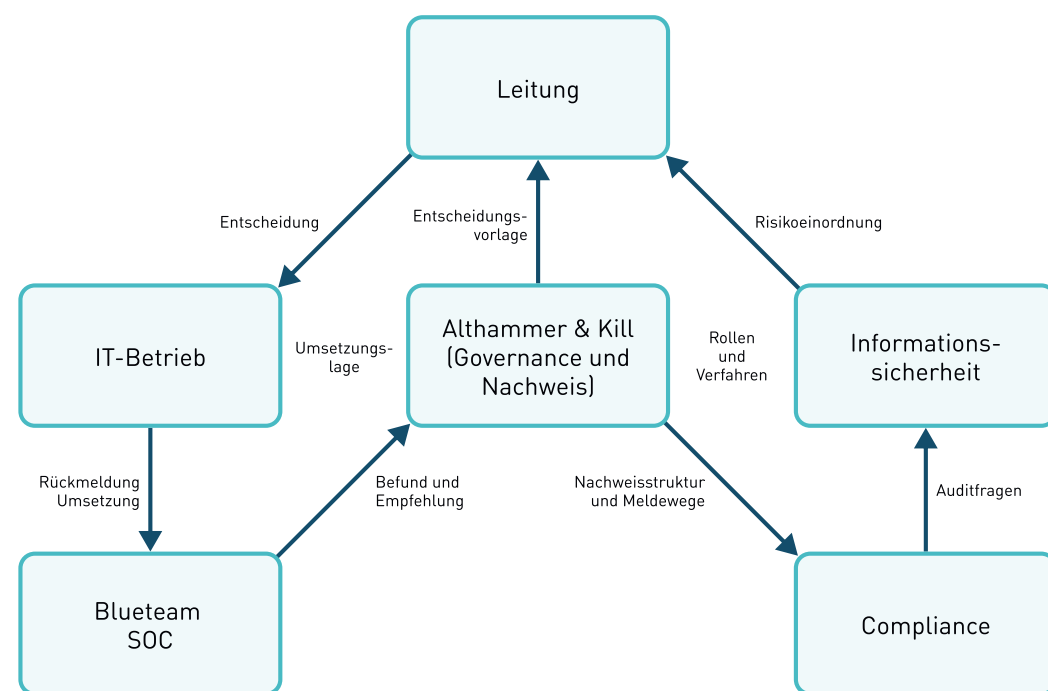 Leitung
Entscheidung
Entscheidungs-
vorlage
Risikoeinordnung
IT-Betrieb
Umsetzungs-
lage
Althammer & Kill
(Governance und
Nachweis)
Rollen
und
Verfahren
Informations-
sicherheit
Rückmeldung
Umsetzung
Befund und
Empfehlung
Nachweisstruktur
und Meldewege
Auditfragen
Blueteam
SOC
Compliance